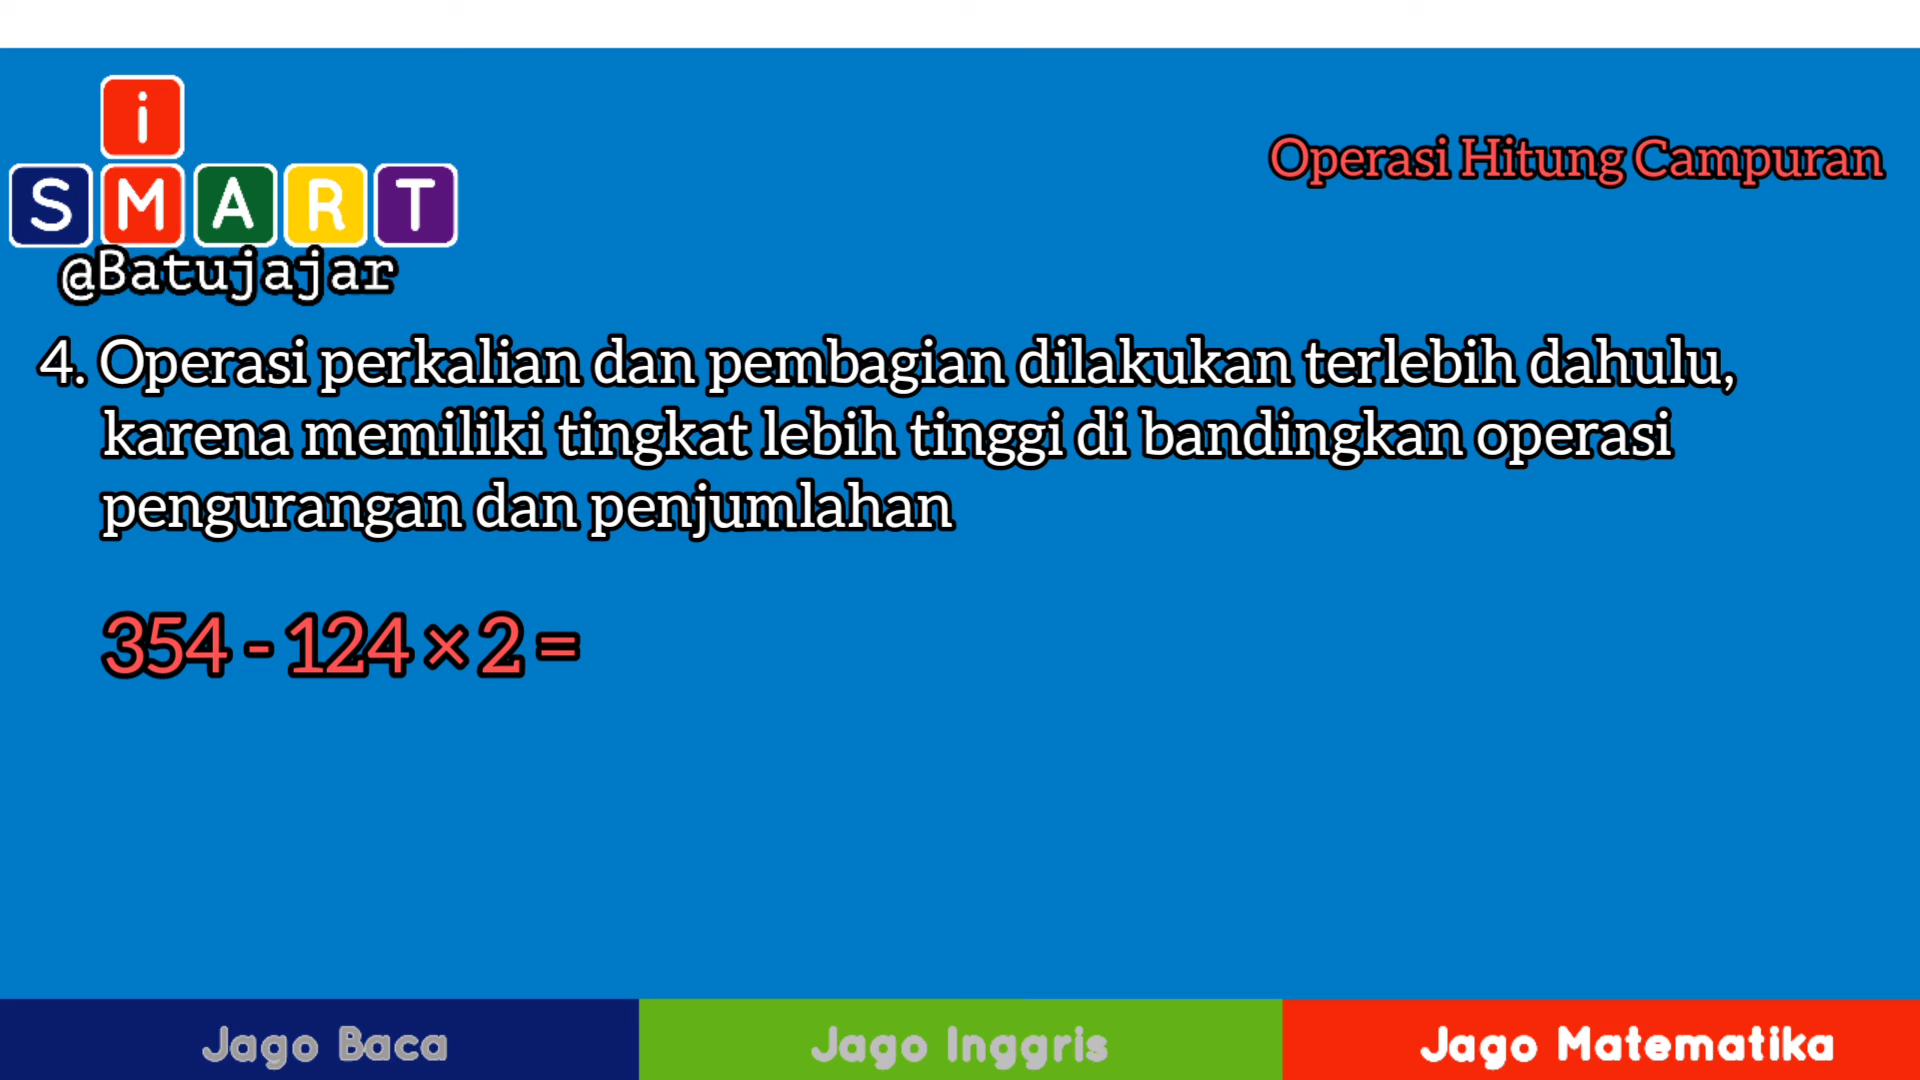 i
SMART
@Batujajar
Operasi Hitung Campuran
4. Operasi perkalian dan pembagian dilakukan terlebih dahulu,
karena memiliki tingkat lebih tinggi di bandingkan operasi
pengurangan dan penjumlahan
354 - 124 × 2 =
Jago Baca
Jago Inggris
Jago Matematika